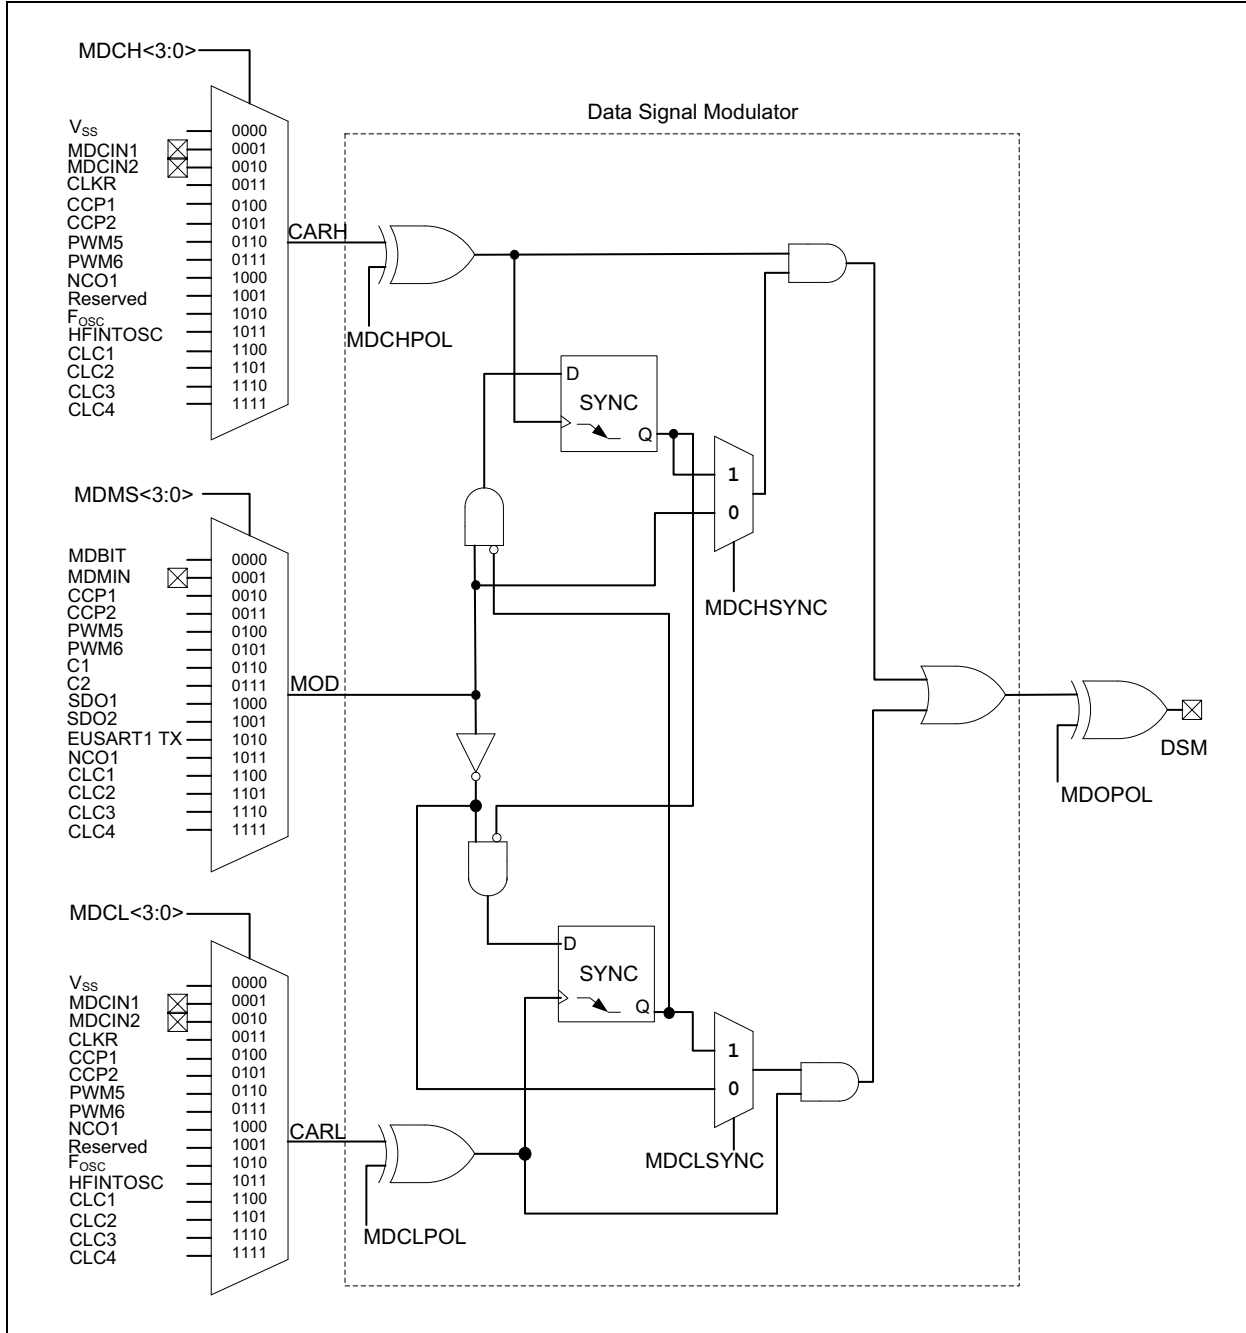 MDCH<3:0>
Data Signal Modulator
VSS 0000
MDCIN1 0001
MDCIN2 0010
CLKR 0011
CCP1 0100
CCP2 0101
PWM5 0110
PWM6 0111
NCO1 1000
Reserved 1001
FOSC 1010
HFINTOSC 1011
CLC1 1100
CLC2 1101
CLC3 1110
CLC4 1111
CARH
MDCHPOL
D
SYNC
Q
1
0
MDCHSYNC
MDMS<3:0>
MDBIT 0000
MDMIN 0001
CCP1 0010
CCP2 0011
PWM5 0100
PWM6 0101
C1 0110
C2 0111
SDO1 1000
SDO2 1001
EUSART1 TX 1010
NCO1 1011
CLC1 1100
CLC2 1101
CLC3 1110
CLC4 1111
MOD
DSM
MDOPOL
MDCL<3:0>
VSS 0000
MDCIN1 0001
MDCIN2 0010
CLKR 0011
CCP1 0100
CCP2 0101
PWM5 0110
PWM6 0111
NCO1 1000
Reserved 1001
FOSC 1010
HFINTOSC 1011
CLC1 1100
CLC2 1101
CLC3 1110
CLC4 1111
CARL
MDCLPOL
D
SYNC
Q
1
0
MDCLSYNC